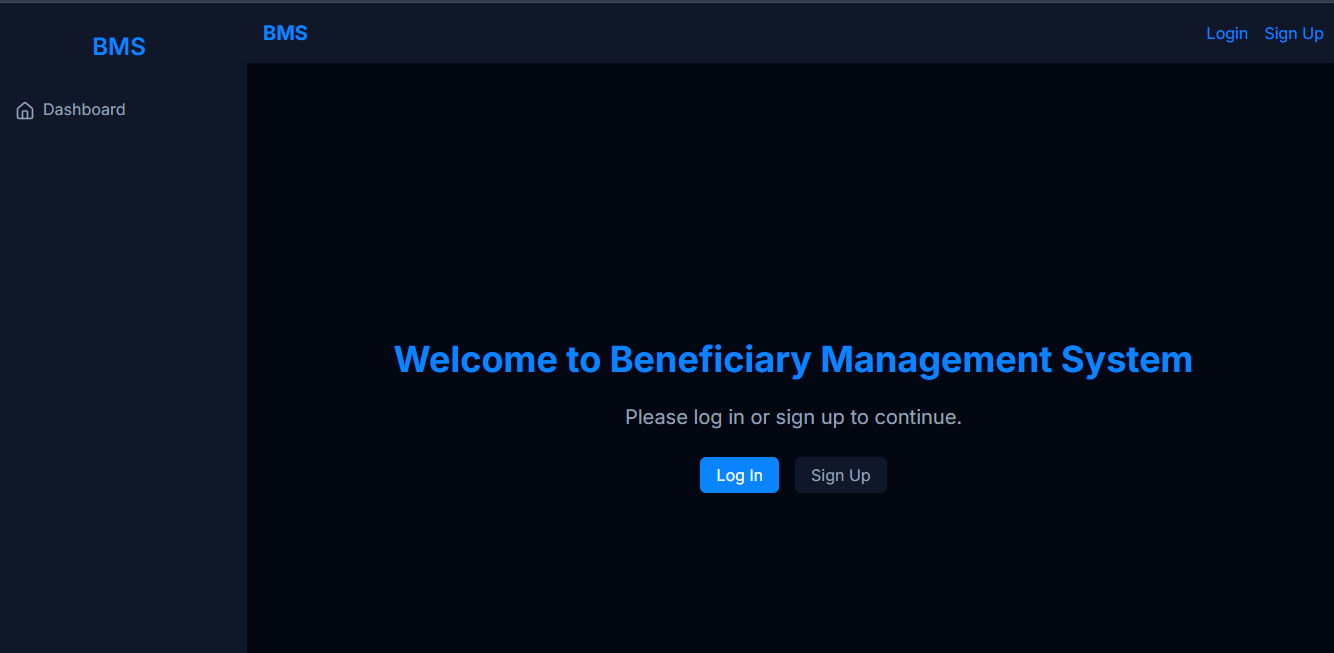 BMS
Dashboard
BMS
Login Sign Up
Welcome to Beneficiary Management System
Please log in or sign up to continue.
Log In Sign Up